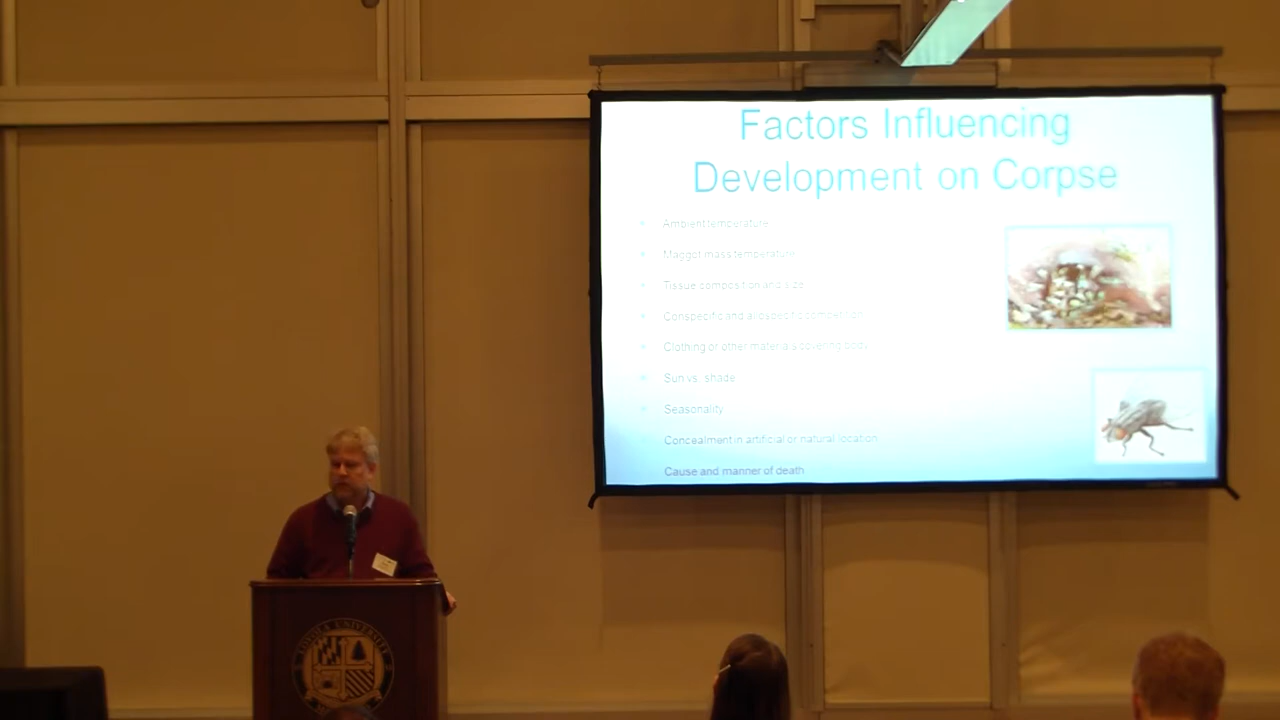 Factors Influencing
Development on Corpse
Ambient temperature
Maggot mass temperature
Tissue composition and size
Conspecific and allospecific competition
Clothing or other materials covering body
Sun vs. shade
Seasonality
Concealment in artificial or natural location
Cause and manner of death
LOYOLA UNIVERSITY